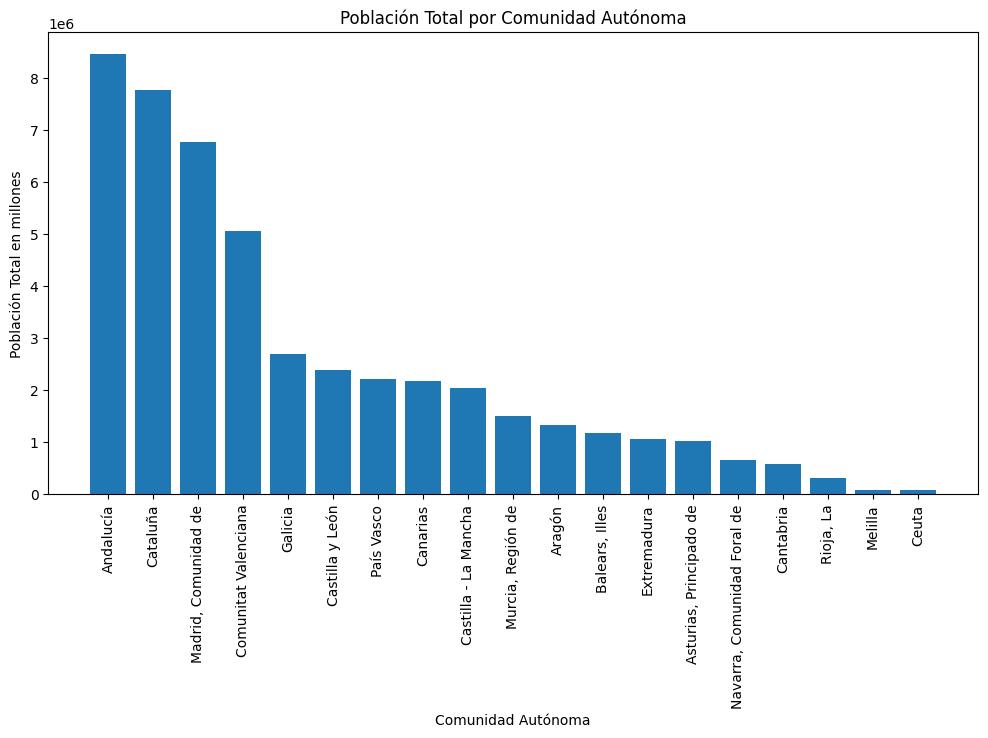 Población Total por Comunidad Autónoma
1e6
Población Total en millones
8
7
6
5
4
3
2
1
0
Andalucía
Cataluña
Madrid, Comunidad de
Comunitat Valenciana
Galicia
Castilla y León
País Vasco
Canarias
Castilla - La Mancha
Murcia, Región de
Aragón
Balears, Illes
Extremadura
Asturias, Principado de
Navarra, Comunidad Foral de
Cantabria
Rioja, La
Melilla
Ceuta
Comunidad Autónoma